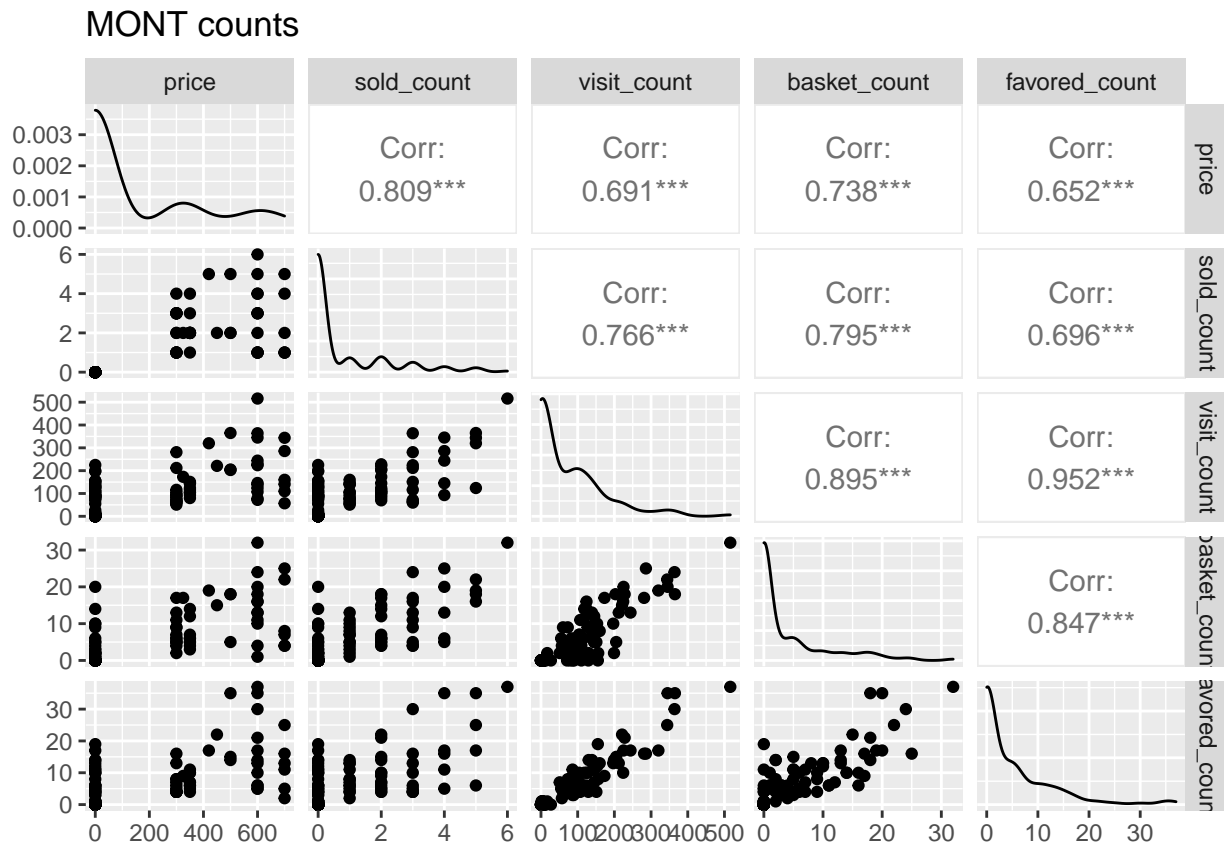 MONT counts
price sold_count visit_count basket_count favored_count
0.003
0.002
0.001
0.000
Corr:
0.809***
Corr:
0.691***
Corr:
0.738***
Corr:
0.652***
price
6
4
2
0
Corr:
0.766***
Corr:
0.795***
Corr:
0.696***
sold_count
500
400
300
200
100
0
Corr:
0.895***
Corr:
0.952***
visit_count
30
20
10
0
Corr:
0.847***
basket_coun
30
20
10
0
avored_coun
0 200 400 600 0 2 4 6 0 100 200 300 400 500 0 10 20 30 0 10 20 30